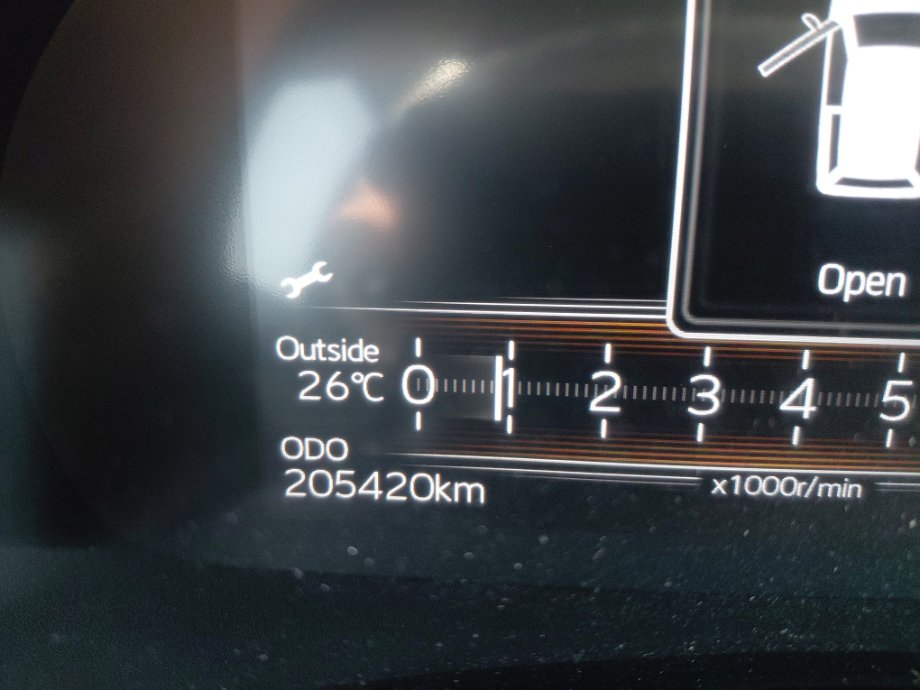 Open
Outside
26°C
0 1 2 3 4 5
ODO
205420km
x1000r/min